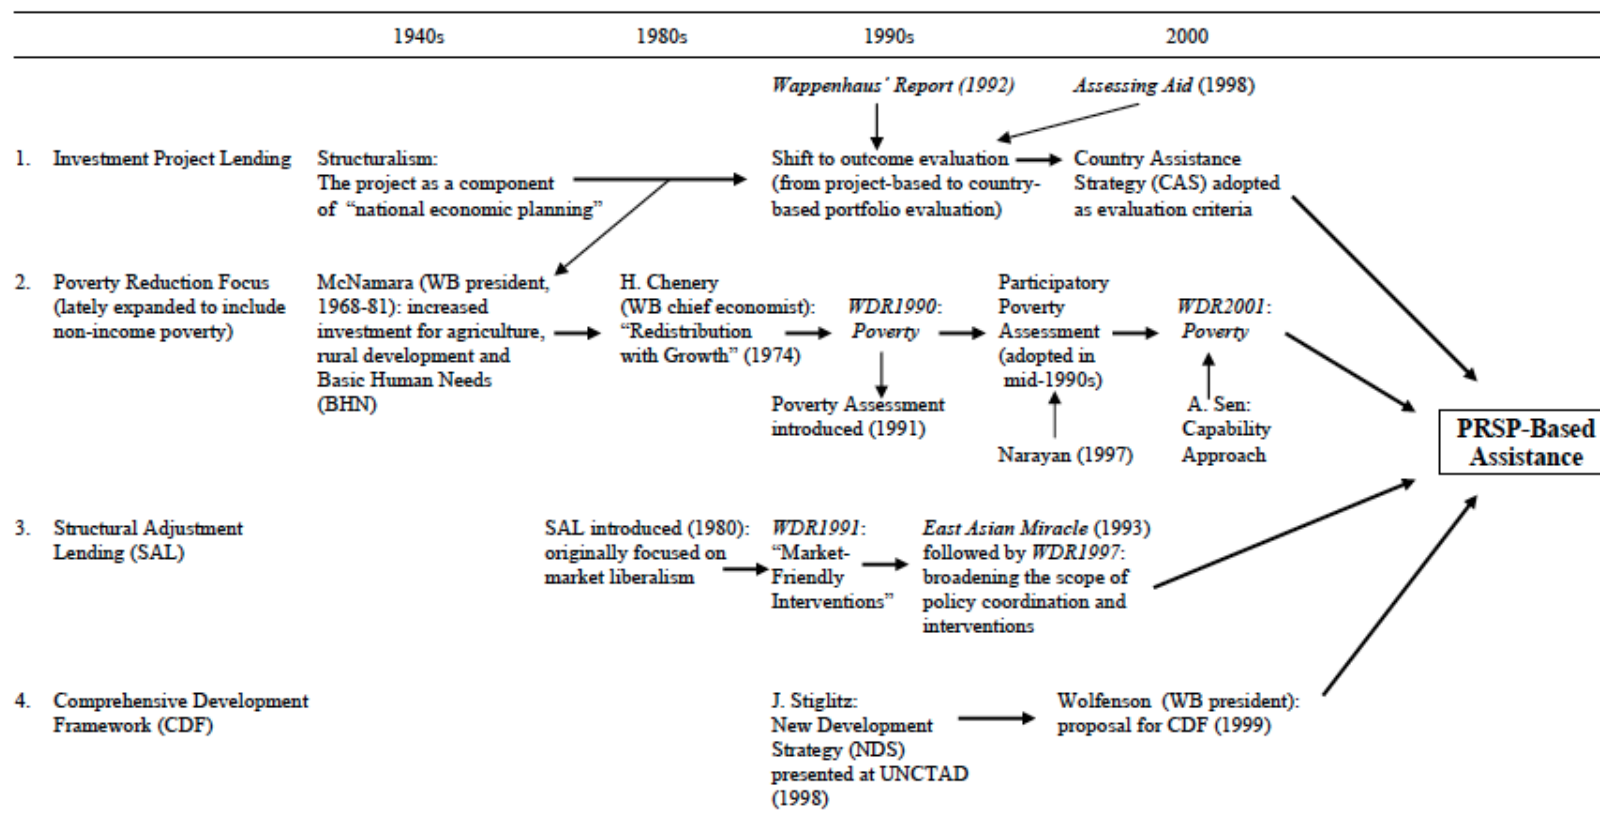 1940s 1980s 1990s 2000
Wappenhaus' Report (1992) Assessing Aid (1998)
1. Investment Project Lending
Structuralism:
The project as a component
of "national economic planning"
Shift to outcome evaluation
(from project-based to country-
based portfolio evaluation)
Country Assistance
Strategy (CAS) adopted
as evaluation criteria
2. Poverty Reduction Focus
(lately expanded to include
non-income poverty)
McNamara (WB president,
1968-81): increased
investment for agriculture,
rural development and
Basic Human Needs
(BHN)
H. Chenery
(WB chief economist):
"Redistribution
with Growth" (1974)
WDR1990:
Poverty
Poverty Assessment
introduced (1991)
Participatory
Poverty
Assessment
(adopted in
mid-1990s)
Narayan (1997)
WDR2001:
Poverty
A. Sen:
Capability
Approach
PRSP-Based
Assistance
3. Structural Adjustment
Lending (SAL)
SAL introduced (1980):
originally focused on
market liberalism
WDR1991:
"Market-
Friendly
Interventions"
East Asian Miracle (1993)
followed by WDR1997:
broadening the scope of
policy coordination and
interventions
4. Comprehensive Development
Framework (CDF)
J. Stiglitz:
New Development
Strategy (NDS)
presented at UNCTAD
(1998)
Wolfenson (WB president):
proposal for CDF (1999)